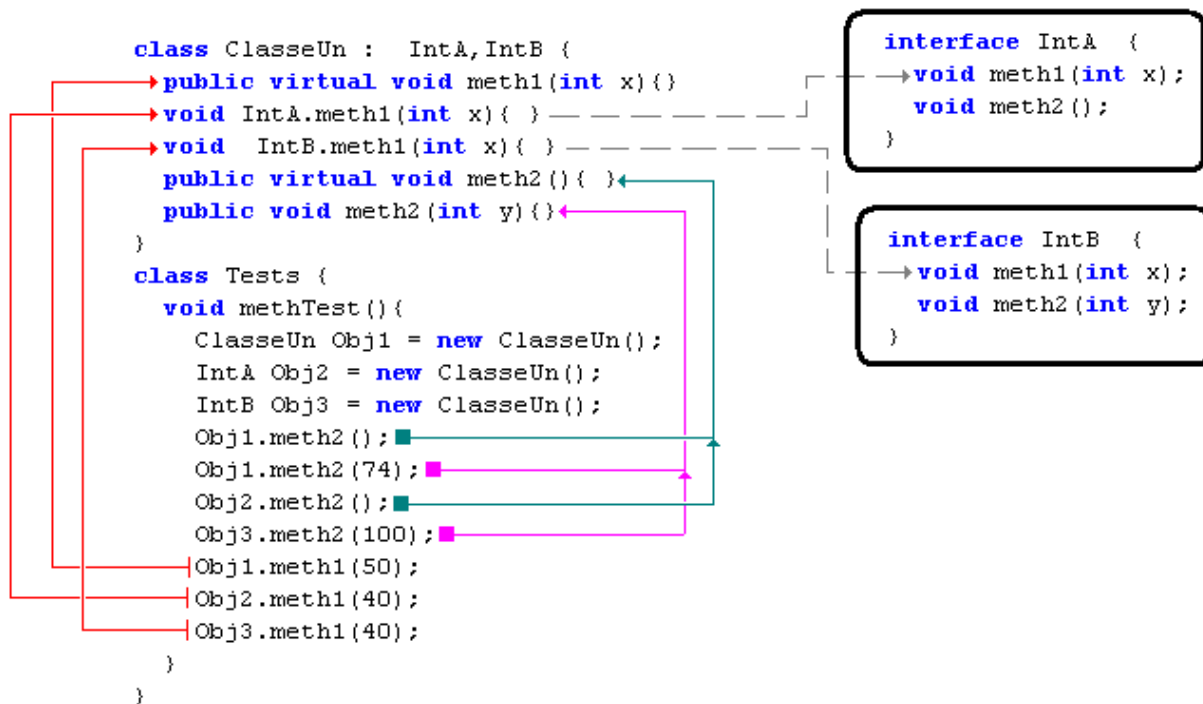 class ClasseUn :  IntA,IntB {
public virtual void meth1(int x){}
void IntA.meth1(int x){ }
void  IntB.meth1(int x){ }
public virtual void meth2(){ }
public void meth2(int y){}
}
class Tests {
void methTest(){
ClasseUn Obj1 = new ClasseUn();
IntA Obj2 = new ClasseUn();
IntB Obj3 = new ClasseUn();
Obj1.meth2();
Obj1.meth2(74);
Obj2.meth2();
Obj3.meth2(100);
Obj1.meth1(50);
Obj2.meth1(40);
Obj3.meth1(40);
}
}
interface IntA  {
void meth1(int x);
void meth2();
}
interface IntB  {
void meth1(int x);
void meth2(int y);
}